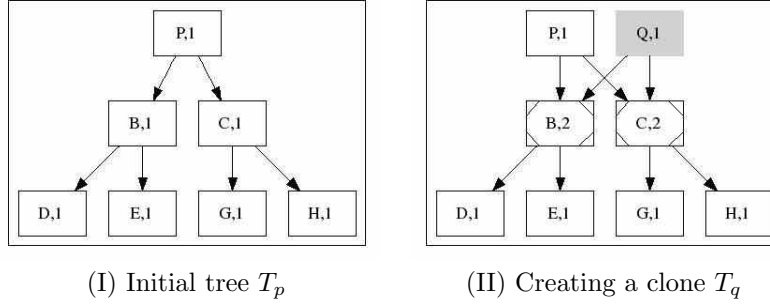 P,1
B,1 C,1
D,1 E,1 G,1 H,1
(I) Initial tree T_p
P,1 Q,1
B,2 C,2
D,1 E,1 G,1 H,1
(II) Creating a clone T_q